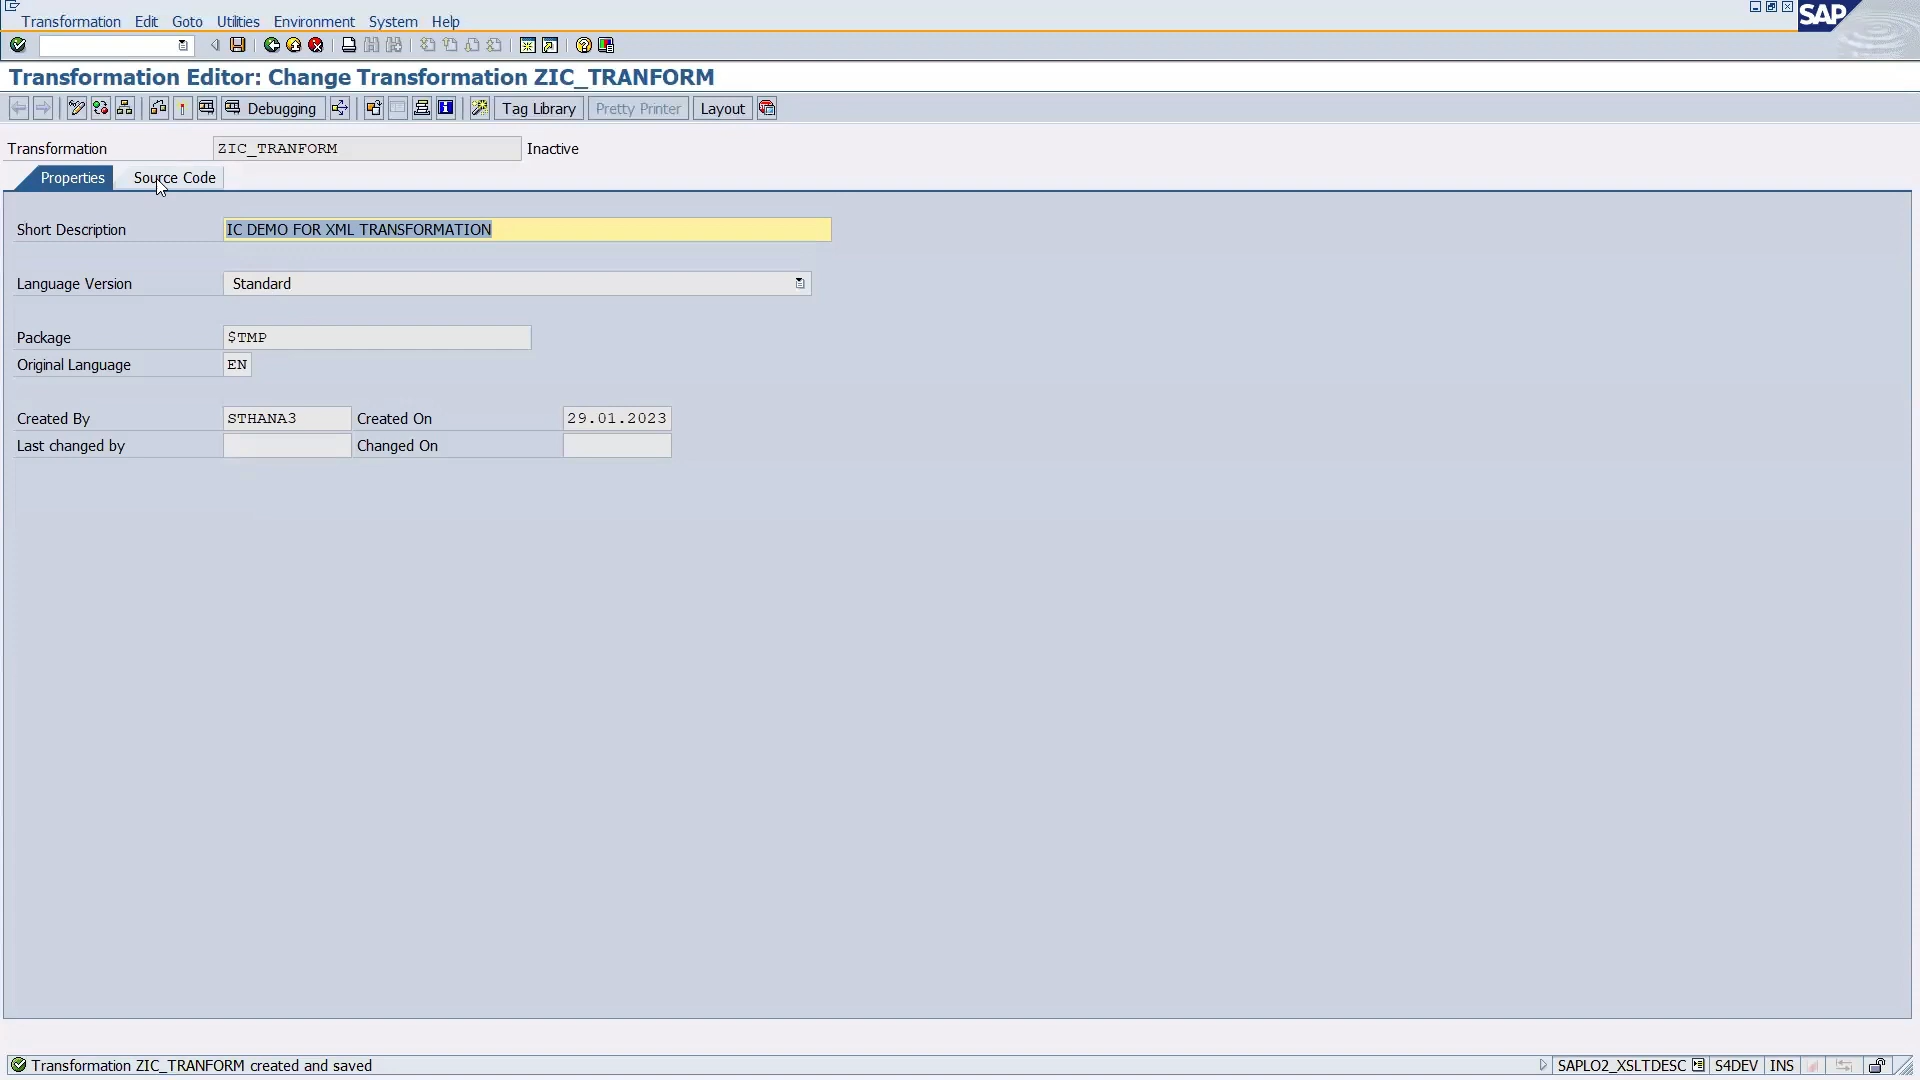 Transformation Edit Goto Utilities Environment System Help
SAP
Transformation Editor: Change Transformation ZIC_TRANFORM
Debugging Tag Library Pretty Printer Layout
Transformation ZIC_TRANFORM Inactive
Properties Source Code
Short Description IC DEMO FOR XML TRANSFORMATION
Language Version Standard
Package $TMP
Original Language EN
Created By STHANA3 Created On 29.01.2023
Last changed by Changed On
Transformation ZIC_TRANFORM created and saved SAPLO2_XSLTDESC S4DEV INS